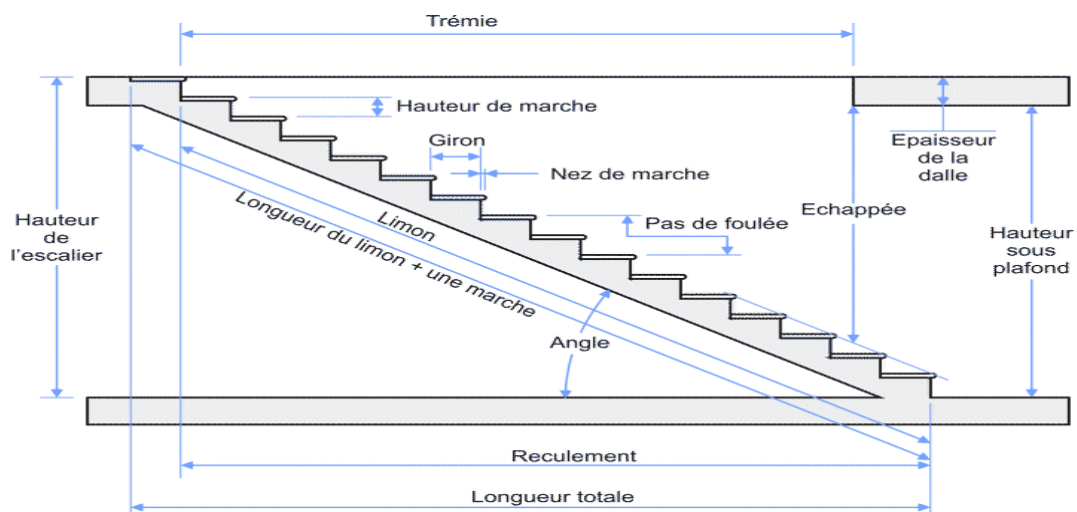 Trémie
Hauteur de marche
Giron
Nez de marche
Epaisseur
de la
dalle
Hauteur
de
l'escalier
Limon
Longueur du limon + une marche
Pas de foulée
Echappée
Hauteur
sous
plafond
Angle
Reculement
Longueur totale